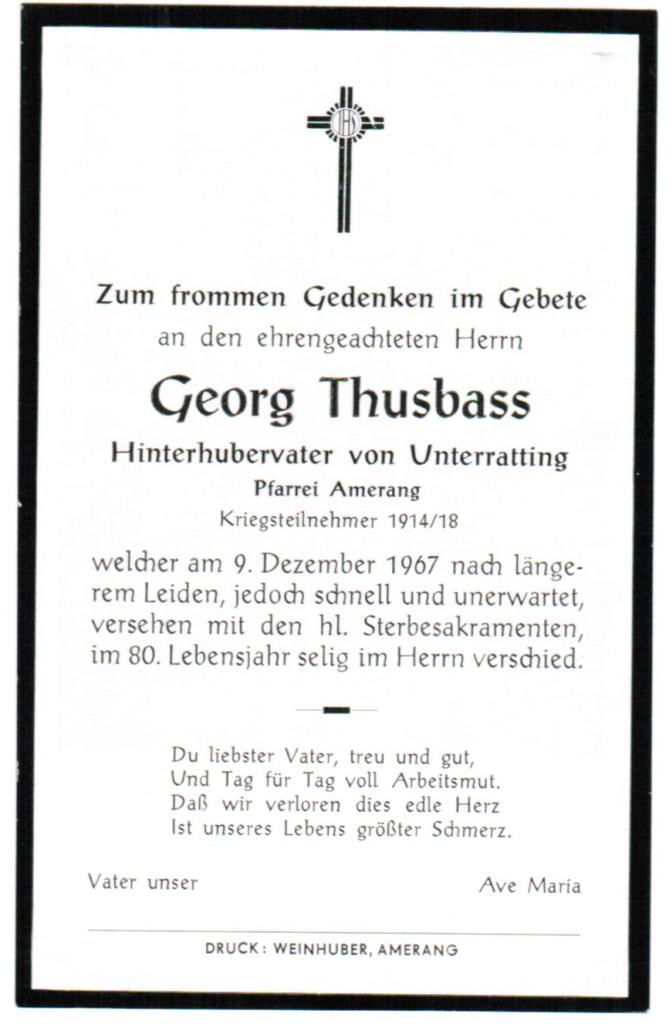 IHS
Zum frommen Gedenken im Gebete
an den ehrengeachteten Herrn
Georg Thusbass
Hinterhubervater von Unterratting
Pfarrei Amerang
Kriegsteilnehmer 1914/18
welcher am 9. Dezember 1967 nach länge-
rem Leiden, jedoch schnell und unerwartet,
versehen mit den hl. Sterbesakramenten,
im 80. Lebensjahr selig im Herrn verschied.
Du liebster Vater, treu und gut,
Und Tag für Tag voll Arbeitsmut.
Daß wir verloren dies edle Herz
Ist unseres Lebens größter Schmerz.
Vater unser
Ave Maria
DRUCK: WEINHUBER, AMERANG